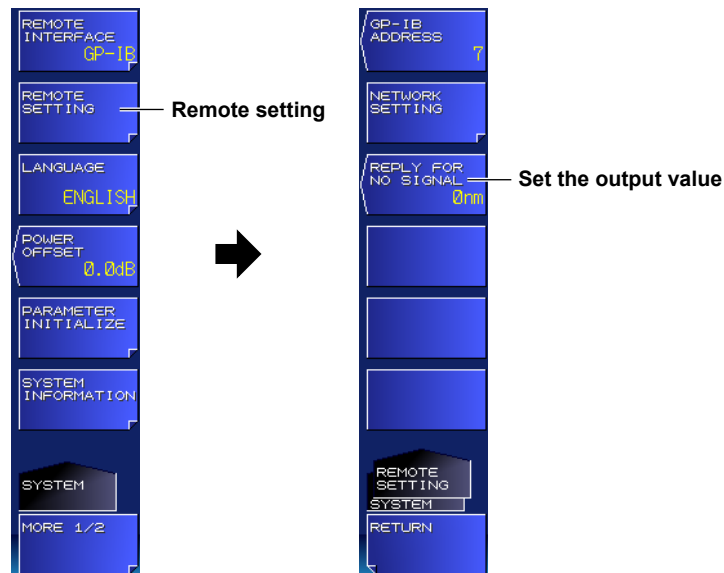 REMOTE
INTERFACE
GP-IB
REMOTE
SETTING
Remote setting
LANGUAGE
ENGLISH
POWER
OFFSET
0.0dB
PARAMETER
INITIALIZE
SYSTEM
INFORMATION
SYSTEM
MORE 1/2
GP-IB
ADDRESS
7
NETWORK
SETTING
REPLY FOR
NO SIGNAL
0nm
Set the output value
REMOTE
SETTING
SYSTEM
RETURN